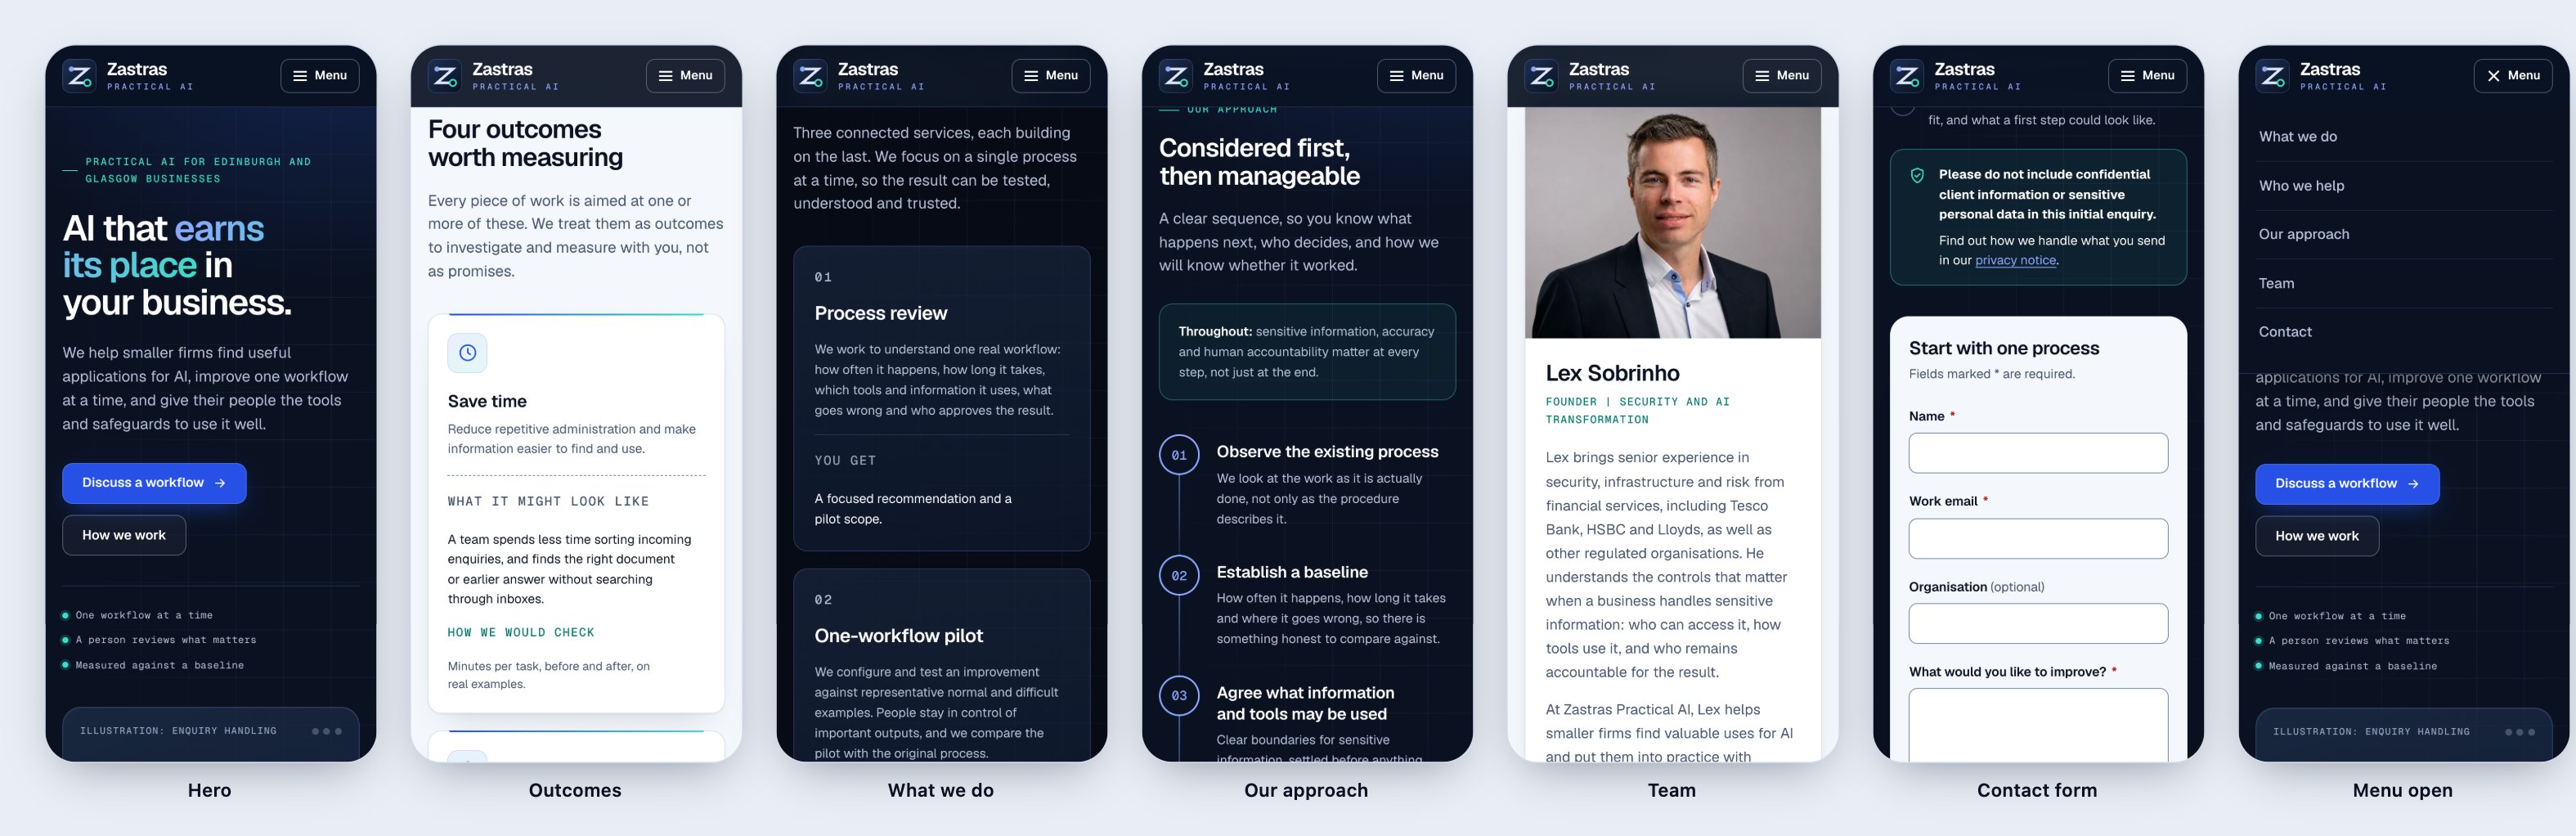 Zastras
PRACTICAL AI
Menu
PRACTICAL AI FOR EDINBURGH AND
GLASGOW BUSINESSES
AI that earns
its place in
your business.
We help smaller firms find useful
applications for AI, improve one workflow
at a time, and give their people the tools
and safeguards to use it well.
Discuss a workflow →
How we work
One workflow at a time
A person reviews what matters
Measured against a baseline
ILLUSTRATION: ENQUIRY HANDLING
Hero
Zastras
PRACTICAL AI
Menu
Four outcomes
worth measuring
Every piece of work is aimed at one or
more of these. We treat them as outcomes
to investigate and measure with you, not
as promises.
Save time
Reduce repetitive administration and make
information easier to find and use.
WHAT IT MIGHT LOOK LIKE
A team spends less time sorting incoming
enquiries, and finds the right document
or earlier answer without searching
through inboxes.
HOW WE WOULD CHECK
Minutes per task, before and after, on
real examples.
Outcomes
Zastras
PRACTICAL AI
Menu
Three connected services, each building
on the last. We focus on a single process
at a time, so the result can be tested,
understood and trusted.
01
Process review
We work to understand one real workflow:
how often it happens, how long it takes,
which tools and information it uses, what
goes wrong and who approves the result.
YOU GET
A focused recommendation and a
pilot scope.
02
One-workflow pilot
We configure and test an improvement
against representative normal and difficult
examples. People stay in control of
important outputs, and we compare the
pilot with the original process.
What we do
Zastras
PRACTICAL AI
Menu
OUR APPROACH
Considered first,
then manageable
A clear sequence, so you know what
happens next, who decides, and how we
will know whether it worked.
Throughout: sensitive information, accuracy
and human accountability matter at every
step, not just at the end.
01
Observe the existing process
We look at the work as it is actually
done, not only as the procedure
describes it.
02
Establish a baseline
How often it happens, how long it takes
and where it goes wrong, so there is
something honest to compare against.
03
Agree what information
and tools may be used
Clear boundaries for sensitive
information, settled before anything
Our approach
Zastras
PRACTICAL AI
Menu
Lex Sobrinho
FOUNDER | SECURITY AND AI
TRANSFORMATION
Lex brings senior experience in
security, infrastructure and risk from
financial services, including Tesco
Bank, HSBC and Lloyds, as well as
other regulated organisations. He
understands the controls that matter
when a business handles sensitive
information: who can access it, how
tools use it, and who remains
accountable for the result.
At Zastras Practical AI, Lex helps
smaller firms find valuable uses for AI
and put them into practice with
Team
Zastras
PRACTICAL AI
Menu
fit, and what a first step could look like.
Please do not include confidential
client information or sensitive
personal data in this initial enquiry.
Find out how we handle what you send
in our privacy notice.
Start with one process
Fields marked * are required.
Name *
Work email *
Organisation (optional)
What would you like to improve? *
Contact form
Zastras
PRACTICAL AI
Menu
What we do
Who we help
Our approach
Team
Contact
applications for AI, improve one workflow
at a time, and give their people the tools
and safeguards to use it well.
Discuss a workflow →
How we work
One workflow at a time
A person reviews what matters
Measured against a baseline
ILLUSTRATION: ENQUIRY HANDLING
Menu open